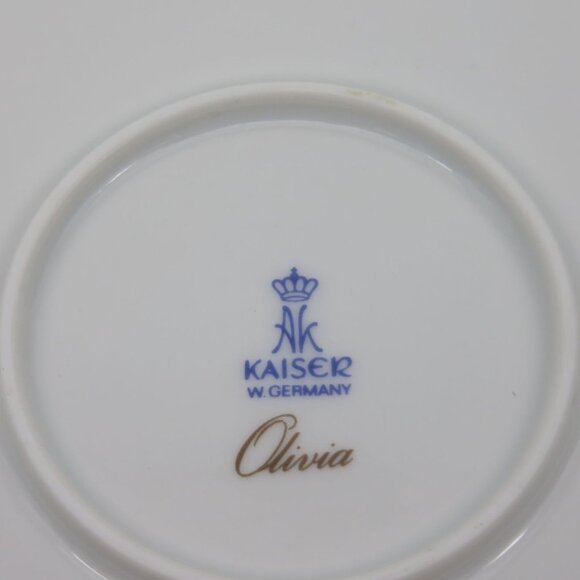 AK
KAISER
W. GERMANY
Olivia